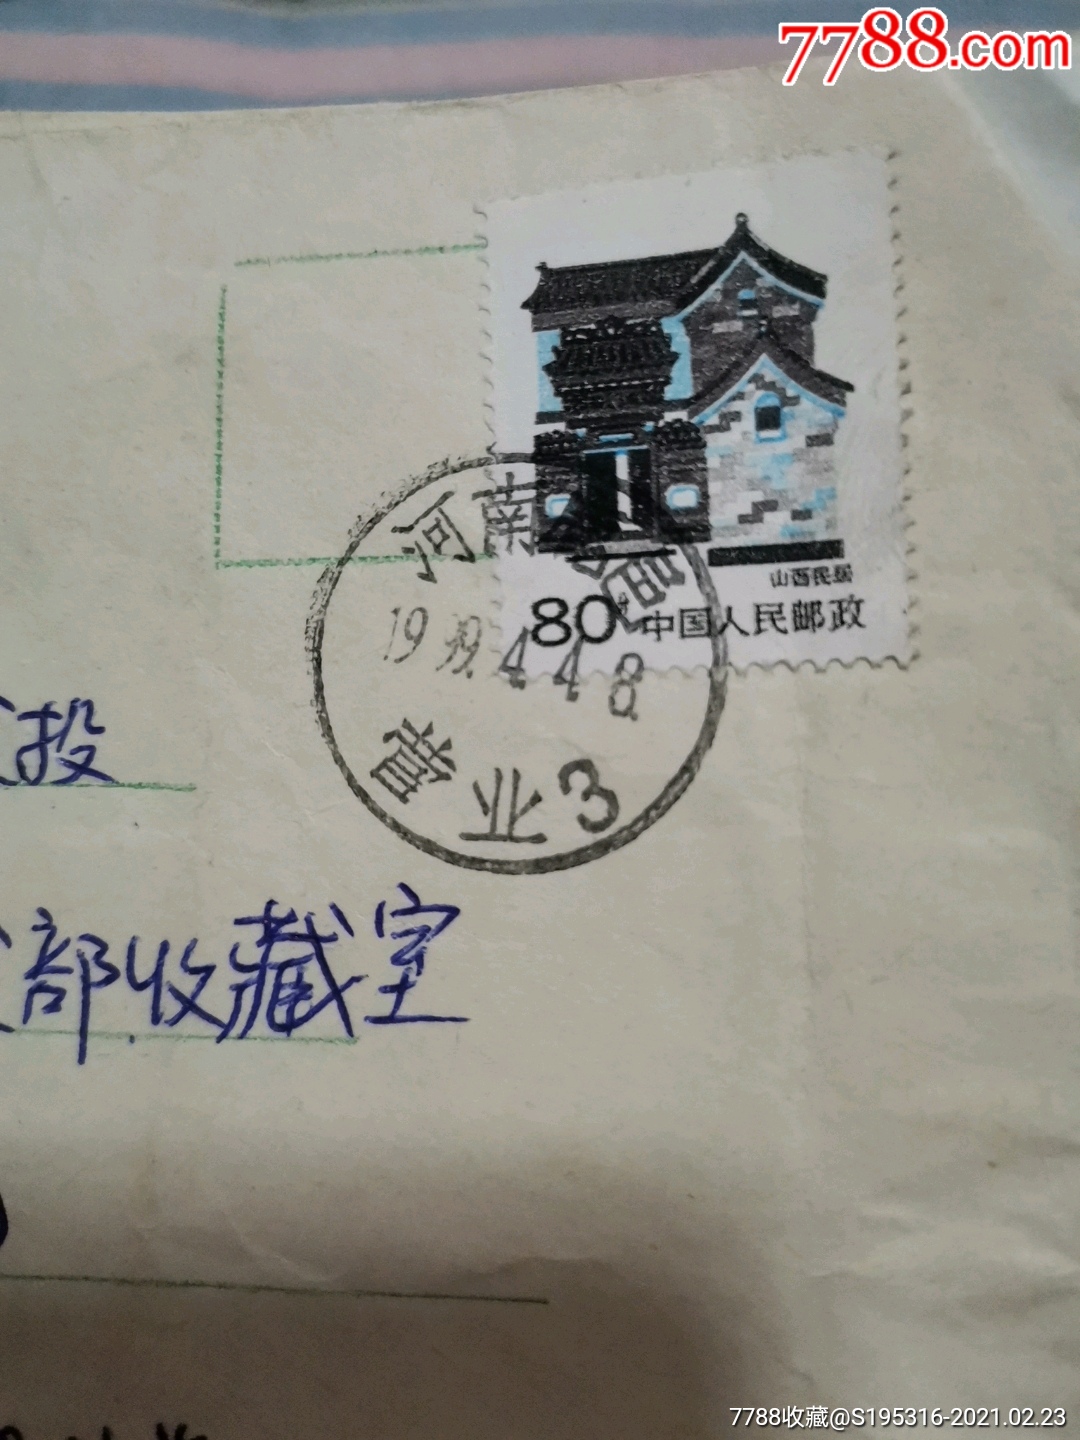 7788.com
山西民居
80分 中国人民邮政
河南
1999.4.4.8
营业3
投
部收藏室
7788收藏@S195316-2021.02.23